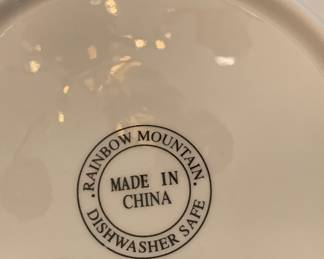 RAINBOW MOUNTAIN
MADE IN
CHINA
DISHWASHER SAFE